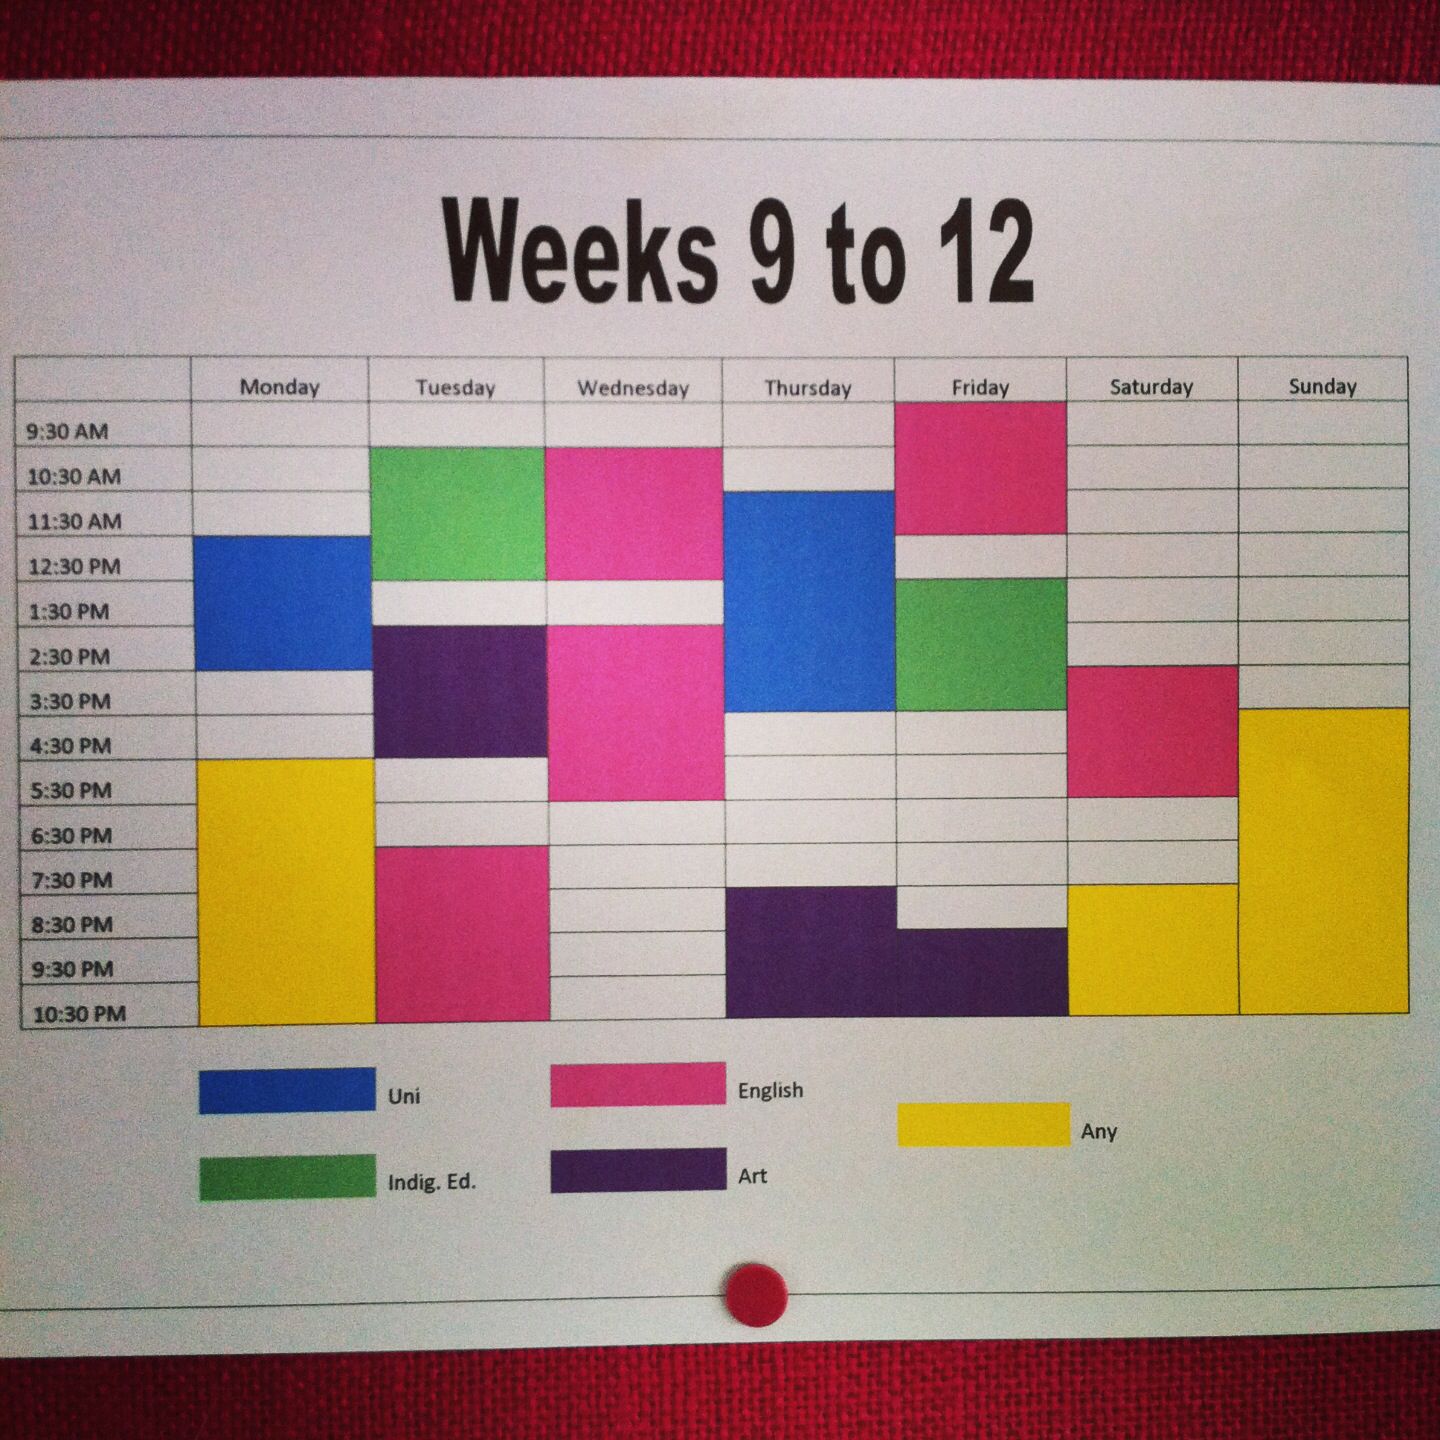 Weeks 9 to 12
Monday Tuesday Wednesday Thursday Friday Saturday Sunday
9:30 AM
10:30 AM
11:30 AM
12:30 PM
1:30 PM
2:30 PM
3:30 PM
4:30 PM
5:30 PM
6:30 PM
7:30 PM
8:30 PM
9:30 PM
10:30 PM
Uni
English
Any
Indig. Ed.
Art